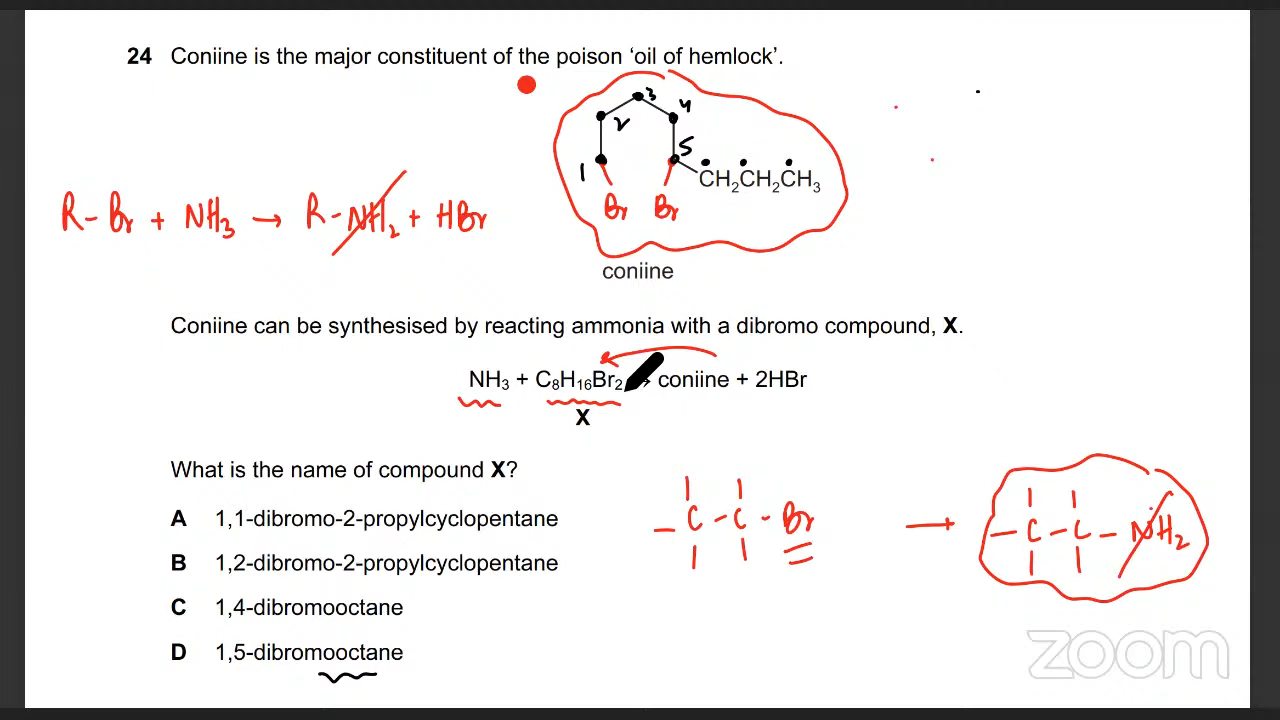 24 Coniine is the major constituent of the poison ‘oil of hemlock’.
3
4
2
5
1
CH2CH2CH3
Br Br
R - Br + NH3 → R - NH2 + HBr
coniine
Coniine can be synthesised by reacting ammonia with a dibromo compound, X.
NH3 + C8H16Br2 → coniine + 2HBr
X
What is the name of compound X?
A 1,1-dibromo-2-propylcyclopentane
B 1,2-dibromo-2-propylcyclopentane
C 1,4-dibromooctane
D 1,5-dibromooctane
- C - C - Br → - C - C - NH2
zoom